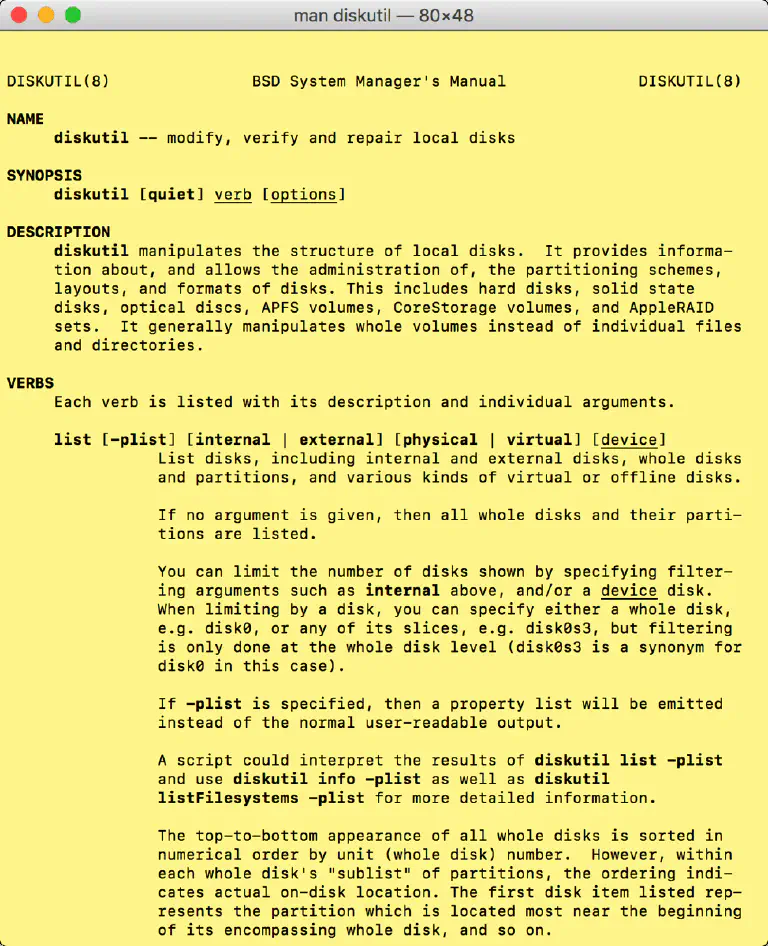 man diskutil — 80×48
DISKUTIL(8) BSD System Manager's Manual DISKUTIL(8)
NAME
diskutil -- modify, verify and repair local disks
SYNOPSIS
diskutil [quiet] verb [options]
DESCRIPTION
diskutil manipulates the structure of local disks. It provides informa-
tion about, and allows the administration of, the partitioning schemes,
layouts, and formats of disks. This includes hard disks, solid state
disks, optical discs, APFS volumes, CoreStorage volumes, and AppleRAID
sets. It generally manipulates whole volumes instead of individual files
and directories.
VERBS
Each verb is listed with its description and individual arguments.
list [-plist] [internal | external] [physical | virtual] [device]
List disks, including internal and external disks, whole disks
and partitions, and various kinds of virtual or offline disks.
If no argument is given, then all whole disks and their parti-
tions are listed.
You can limit the number of disks shown by specifying filter-
ing arguments such as internal above, and/or a device disk.
When limiting by a disk, you can specify either a whole disk,
e.g. disk0, or any of its slices, e.g. disk0s3, but filtering
is only done at the whole disk level (disk0s3 is a synonym for
disk0 in this case).
If -plist is specified, then a property list will be emitted
instead of the normal user-readable output.
A script could interpret the results of diskutil list -plist
and use diskutil info -plist as well as diskutil
listFilesystems -plist for more detailed information.
The top-to-bottom appearance of all whole disks is sorted in
numerical order by unit (whole disk) number. However, within
each whole disk's "sublist" of partitions, the ordering indi-
cates actual on-disk location. The first disk item listed rep-
resents the partition which is located most near the beginning
of its encompassing whole disk, and so on.